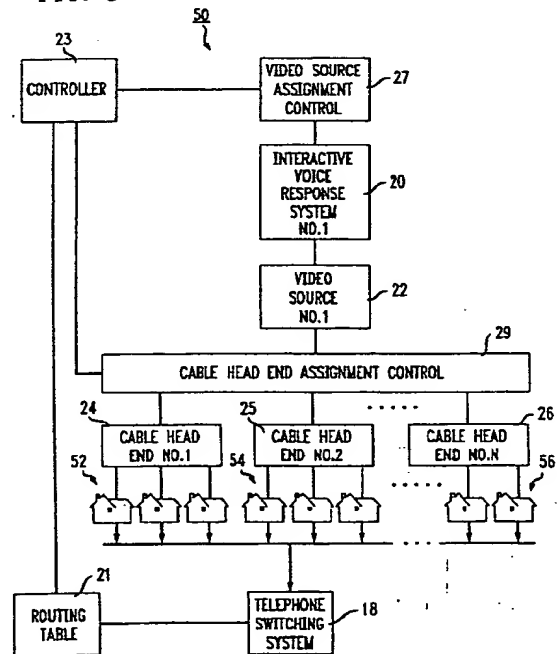 50
23
CONTROLLER
VIDEO SOURCE
ASSIGNMENT
CONTROL
27
INTERACTIVE
VOICE
RESPONSE
SYSTEM
NO.1
20
VIDEO
SOURCE
NO.1
22
29
CABLE HEAD END ASSIGNMENT CONTROL
24
CABLE HEAD
END NO.1
25
CABLE HEAD
END NO.2
26
CABLE HEAD
END NO.N
52
54
56
21
ROUTING
TABLE
TELEPHONE
SWITCHING
SYSTEM
18